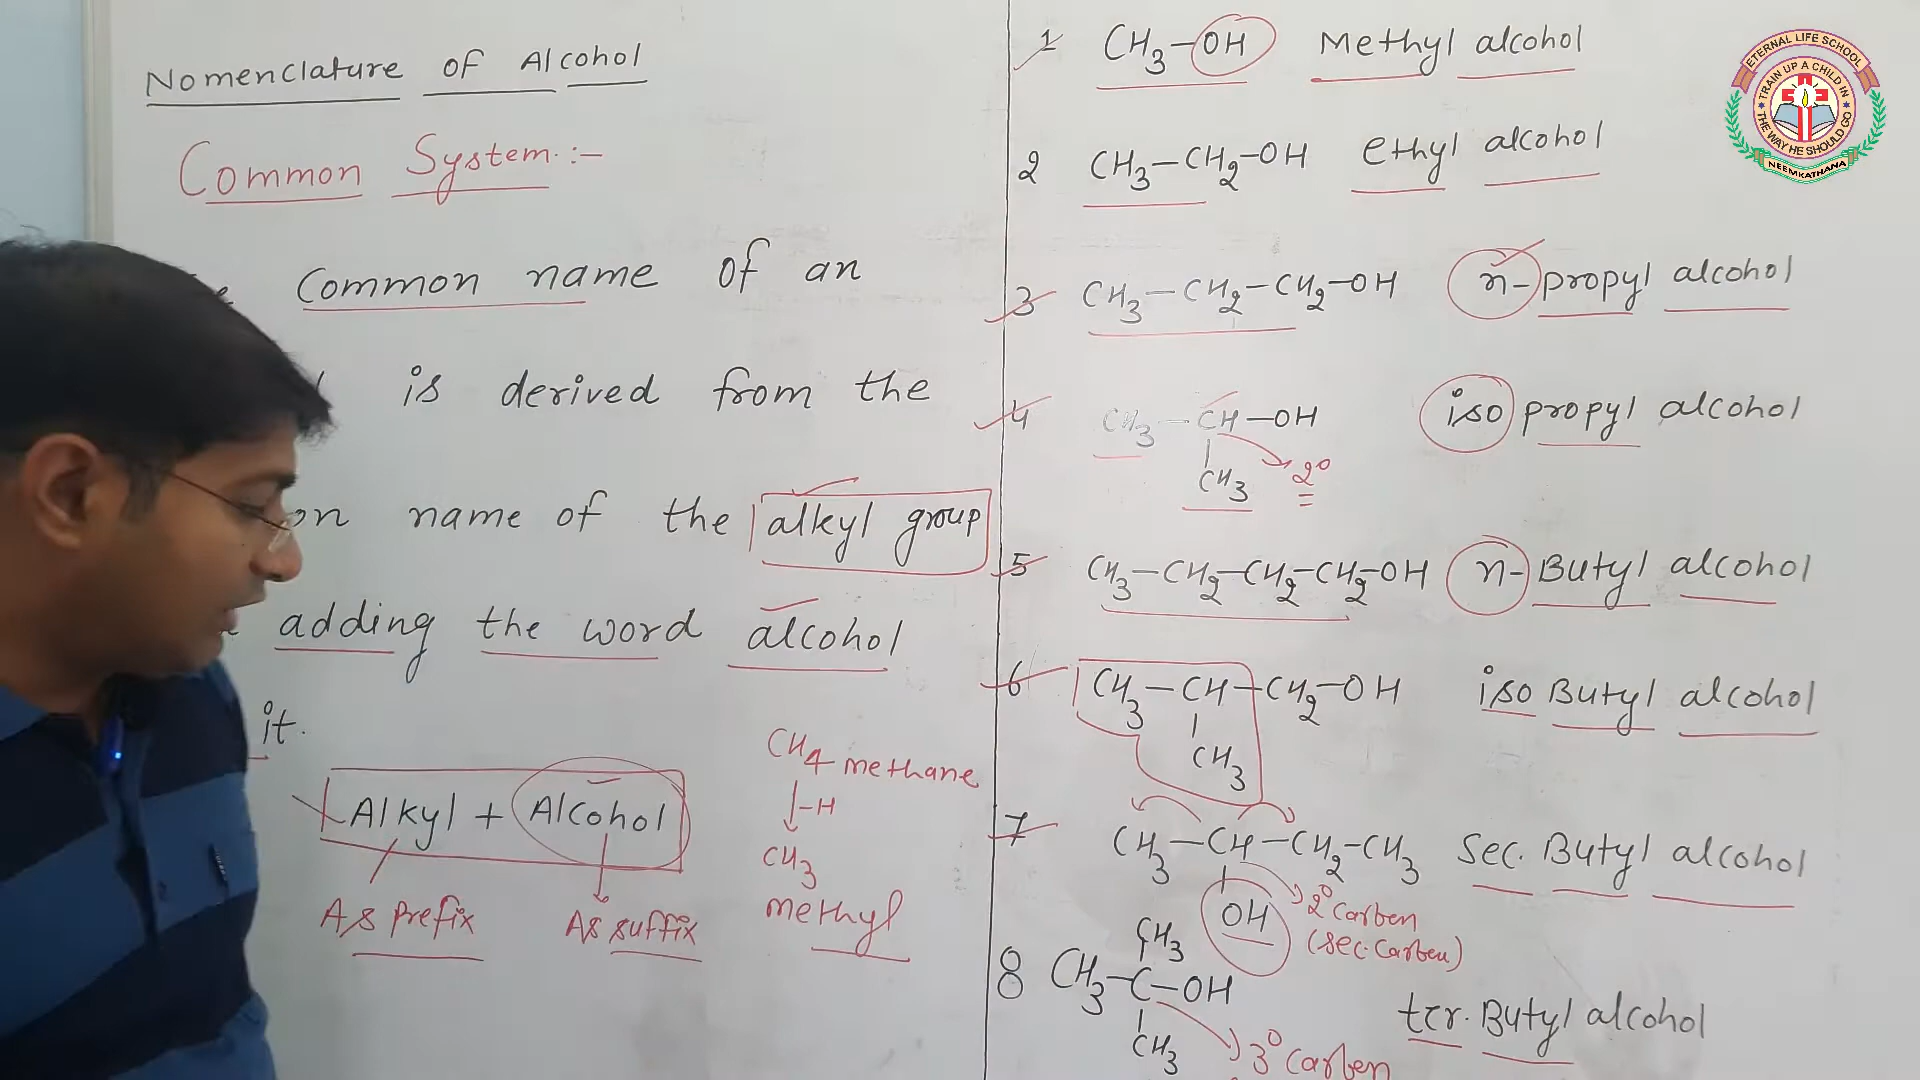 Nomenclature of Alcohol
Common System :-
Common name of an
is derived from the
on name of the alkyl group
adding the word alcohol
it.
Alkyl + Alcohol
As prefix As suffix
CH4 methane
-H
CH3
methyl
1 CH3-OH Methyl alcohol
2 CH3-CH2-OH ethyl alcohol
3 CH3-CH2-CH2-OH n-propyl alcohol
4 CH3-CH-OH iso propyl alcohol
CH3 2°
5 CH3-CH2-CH2-CH2-OH n-Butyl alcohol
6 CH3-CH-CH2-OH iso Butyl alcohol
CH3
7 CH3-CH-CH2-CH3 Sec. Butyl alcohol
OH 2° Carben
(sec. Carben)
CH3
8 CH3-C-OH ter. Butyl alcohol
CH3 3° Carben
ETERNAL LIFE SCHOOL
TRAIN UP A CHILD IN
THE WAY HE SHOULD GO
NEEMKATHANA